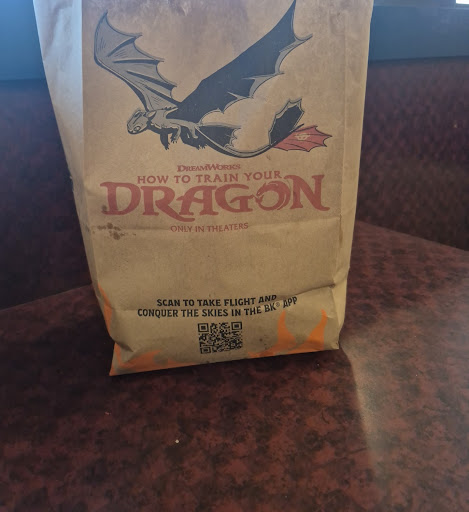 DREAMWORKS
HOW TO TRAIN YOUR
DRAGON
ONLY IN THEATERS
SCAN TO TAKE FLIGHT AND
CONQUER THE SKIES IN THE BK® APP